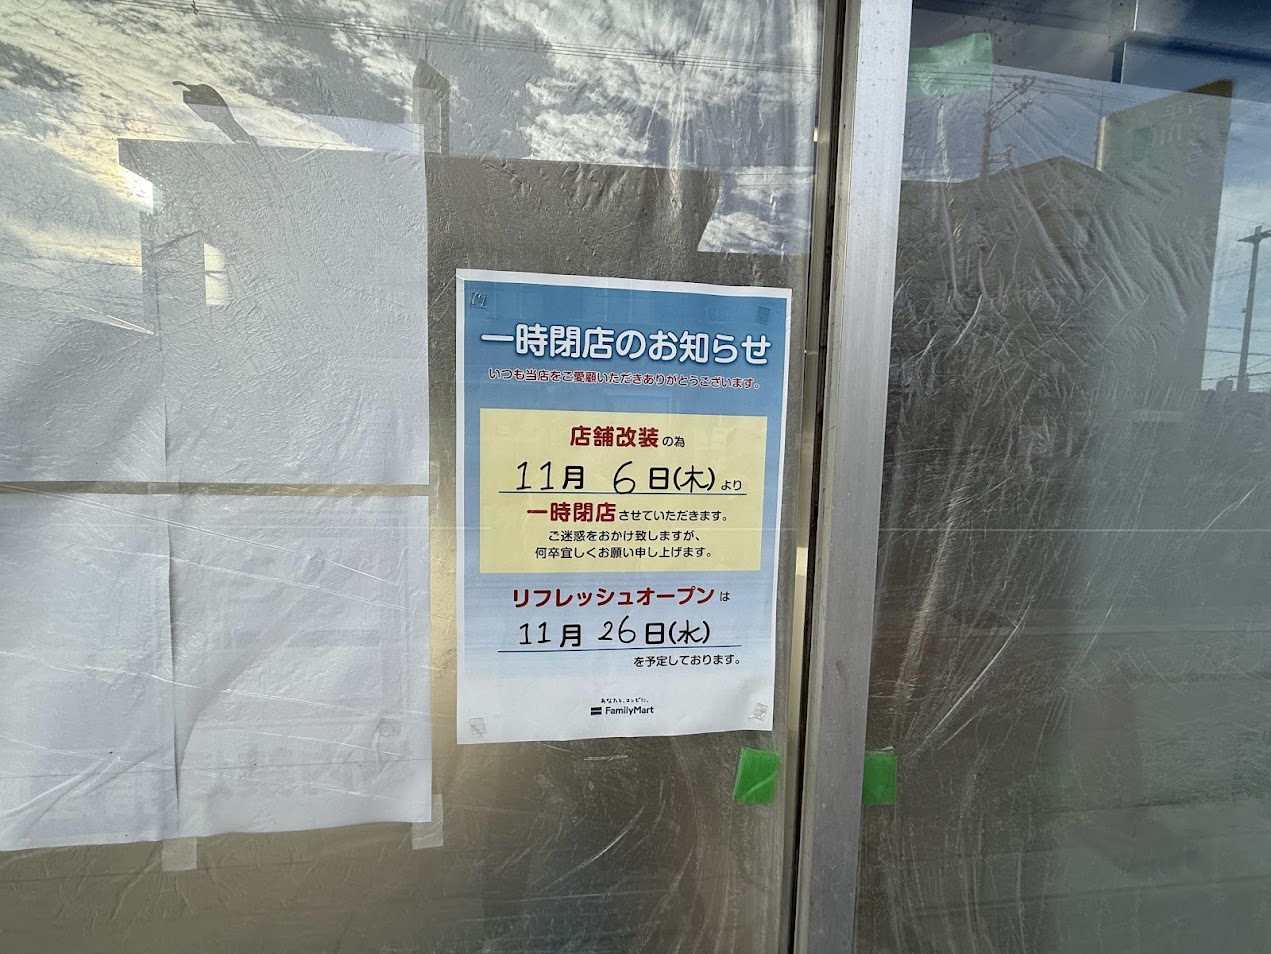 一時閉店のお知らせ
いつも当店をご愛顧いただきありがとうございます。
店舗改装の為
11月 6日(木)より
一時閉店させていただきます。
ご迷惑をおかけ致しますが、
何卒宜しくお願い申し上げます。
リフレッシュオープンは
11月 26日(水)
を予定しております。
あなたと、コンビに、
FamilyMart